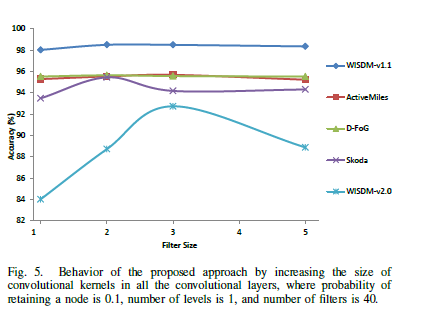 100
98
96
94
92
90
88
86
84
82
Accuracy (%)
1 2 3 4 5
Filter Size
WISDM-v1.1
ActiveMiles
D-FoG
Skoda
WISDM-v2.0
Fig. 5. Behavior of the proposed approach by increasing the size of
convolutional kernels in all the convolutional layers, where probability of
retaining a node is 0.1, number of levels is 1, and number of filters is 40.